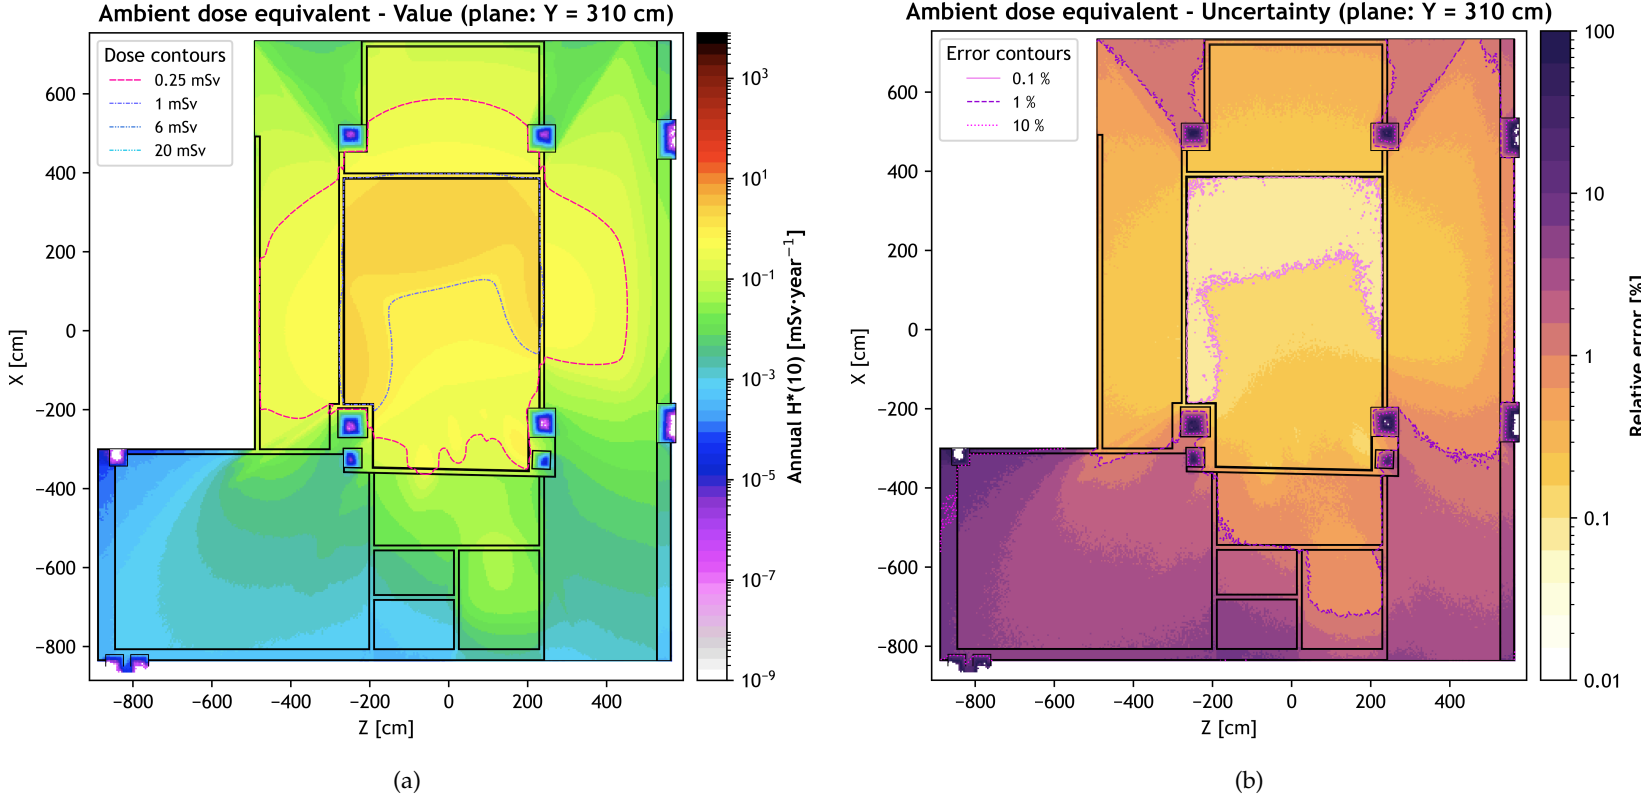 Ambient dose equivalent - Value (plane: Y = 310 cm)
Dose contours
0.25 mSv
1 mSv
6 mSv
20 mSv
600
400
200
0
−200
−400
−600
−800
X [cm]
−800 −600 −400 −200 0 200 400
Z [cm]
10³
10¹
10⁻¹
10⁻³
10⁻⁵
10⁻⁷
10⁻⁹
Annual H*(10) [mSv·year⁻¹]
(a)
Ambient dose equivalent - Uncertainty (plane: Y = 310 cm)
Error contours
0.1 %
1 %
10 %
600
400
200
0
−200
−400
−600
−800
X [cm]
−800 −600 −400 −200 0 200 400
Z [cm]
100
10
1
0.1
0.01
Relative error [%]
(b)